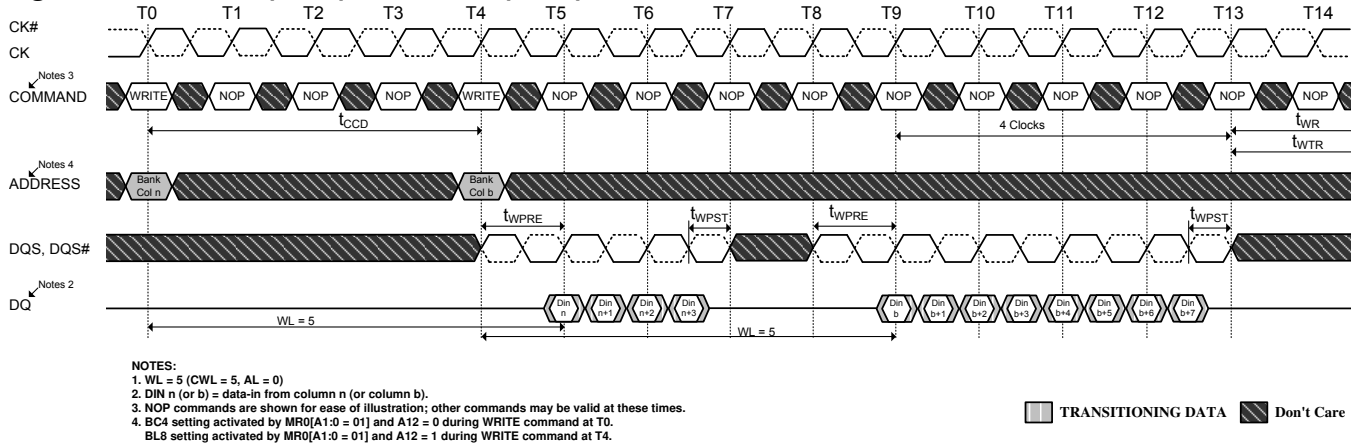 T0 T1 T2 T3 T4 T5 T6 T7 T8 T9 T10 T11 T12 T13 T14
CK#
CK
Notes 3
COMMAND
WRITE NOP NOP NOP WRITE NOP NOP NOP NOP NOP NOP NOP NOP NOP NOP
tCCD
4 Clocks
tWR
tWTR
Notes 4
ADDRESS
Bank Bank
Col n Col b
tWPRE tWPST tWPRE tWPST
DQS, DQS#
Notes 2
DQ
Din Din Din Din Din Din Din Din Din Din Din Din
n n+1 n+2 n+3 b b+1 b+2 b+3 b+4 b+5 b+6 b+7
WL = 5
WL = 5
NOTES:
1. WL = 5 (CWL = 5, AL = 0)
2. DIN n (or b) = data-in from column n (or column b).
3. NOP commands are shown for ease of illustration; other commands may be valid at these times.
4. BC4 setting activated by MR0[A1:0 = 01] and A12 = 0 during WRITE command at T0.
BL8 setting activated by MR0[A1:0 = 01] and A12 = 1 during WRITE command at T4.
TRANSITIONING DATA Don't Care